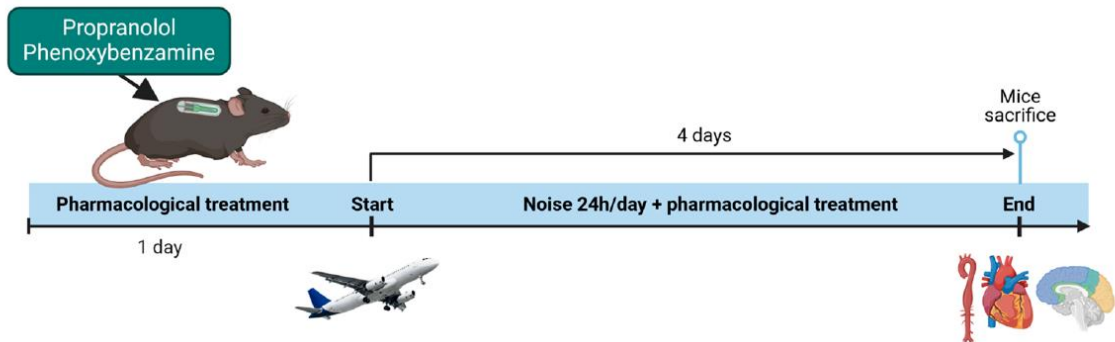 Propranolol
Phenoxybenzamine
Mice
sacrifice
4 days
Pharmacological treatment
Start
Noise 24h/day + pharmacological treatment
End
1 day